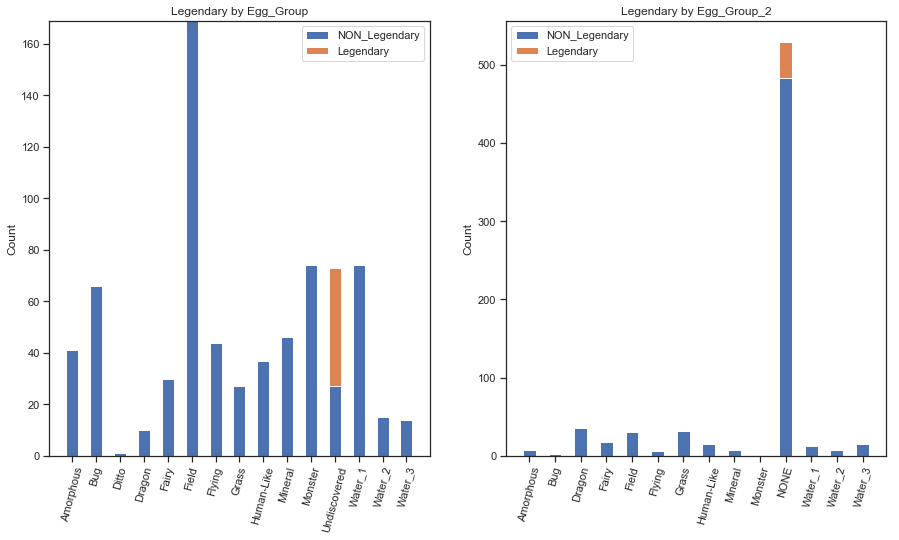 Legendary by Egg_Group
NON_Legendary
Legendary
Count
160
140
120
100
80
60
40
20
0
Amorphous
Bug
Ditto
Dragon
Fairy
Field
Flying
Grass
Human-Like
Mineral
Monster
Undiscovered
Water_1
Water_2
Water_3
Legendary by Egg_Group_2
NON_Legendary
Legendary
Count
500
400
300
200
100
0
Amorphous
Bug
Dragon
Fairy
Field
Flying
Grass
Human-Like
Mineral
Monster
NONE
Water_1
Water_2
Water_3